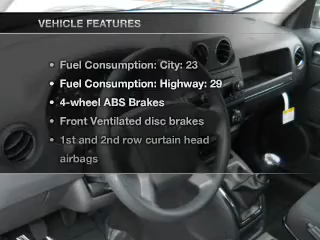 VEHICLE FEATURES
• Fuel Consumption: City: 23
• Fuel Consumption: Highway: 29
• 4-wheel ABS Brakes
• Front Ventilated disc brakes
• 1st and 2nd row curtain head
airbags